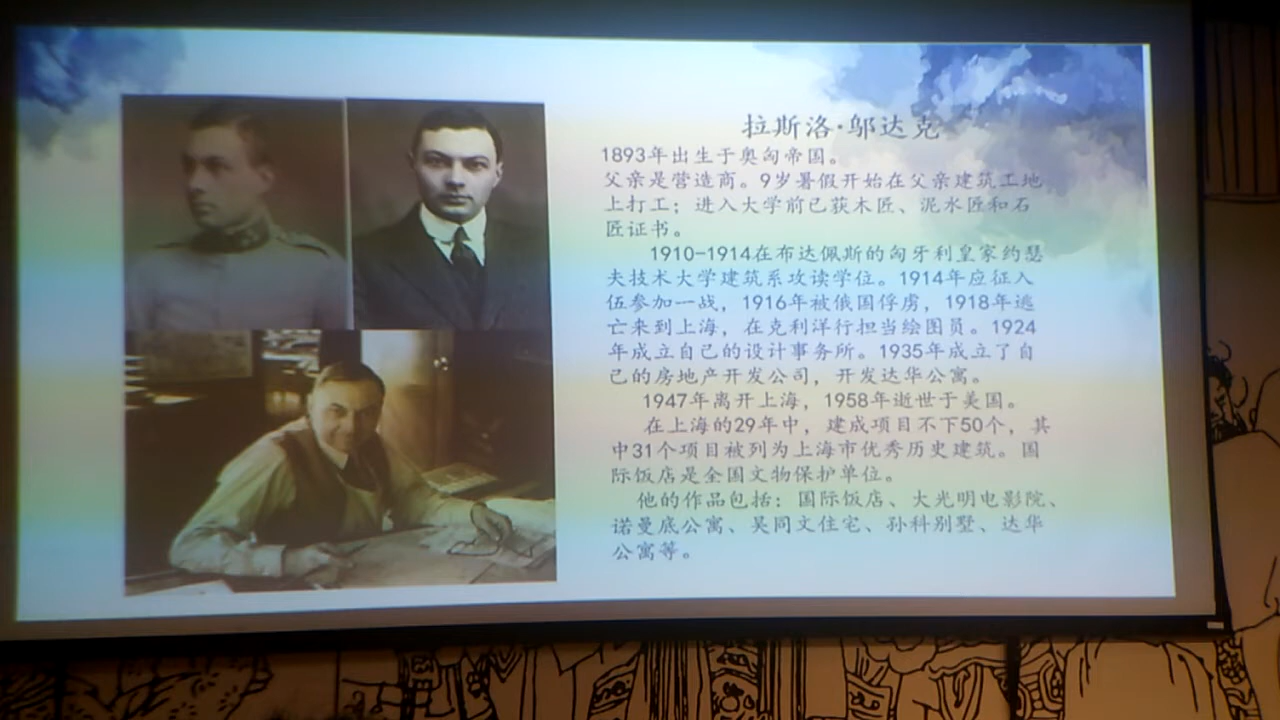 拉斯洛·邬达克
1893年出生于奥匈帝国。
父亲是营造商。9岁暑假开始在父亲建筑工地
上打工；进入大学前已获木匠、泥水匠和石
匠证书。
1910-1914在布达佩斯的匈牙利皇家约瑟
夫技术大学建筑系攻读学位。1914年应征入
伍参加一战，1916年被俄国俘虏，1918年逃
亡来到上海，在克利洋行担当绘图员。1924
年成立自己的设计事务所。1935年成立了自
己的房地产开发公司，开发达华公寓。
1947年离开上海，1958年逝世于美国。
在上海的29年中，建成项目不下50个，其
中31个项目被列为上海市优秀历史建筑。国
际饭店是全国文物保护单位。
他的作品包括：国际饭店、大光明电影院、
诺曼底公寓、吴同文住宅、孙科别墅、达华
公寓等。